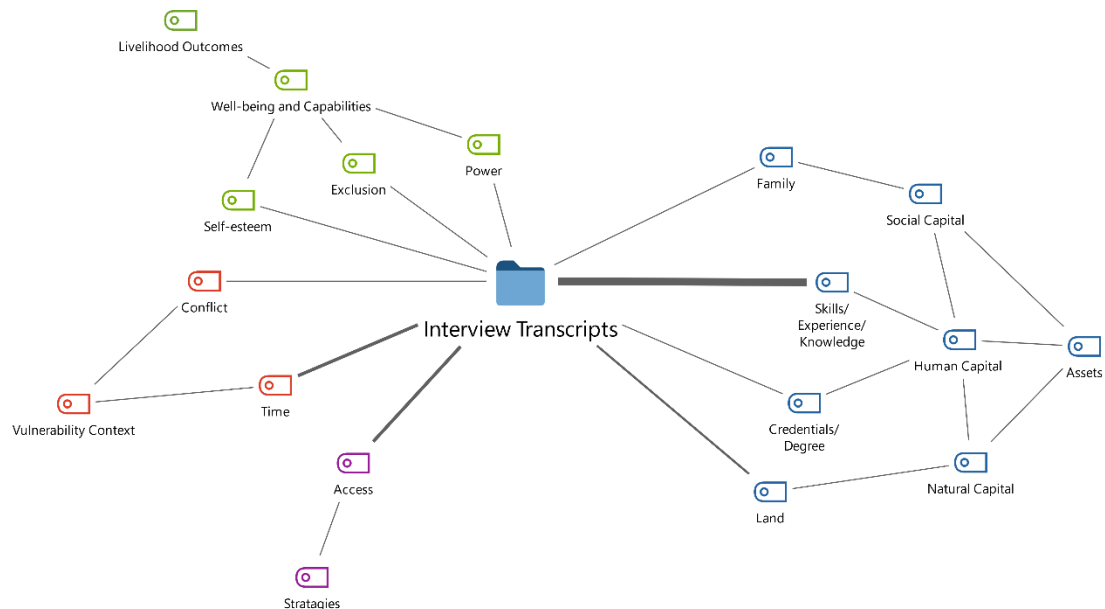 Livelihood Outcomes
Well-being and Capabilities
Power
Exclusion
Self-esteem
Family
Social Capital
Conflict
Interview Transcripts
Skills/
Experience/
Knowledge
Human Capital
Assets
Time
Vulnerability Context
Credentials/
Degree
Access
Natural Capital
Land
Stratagies